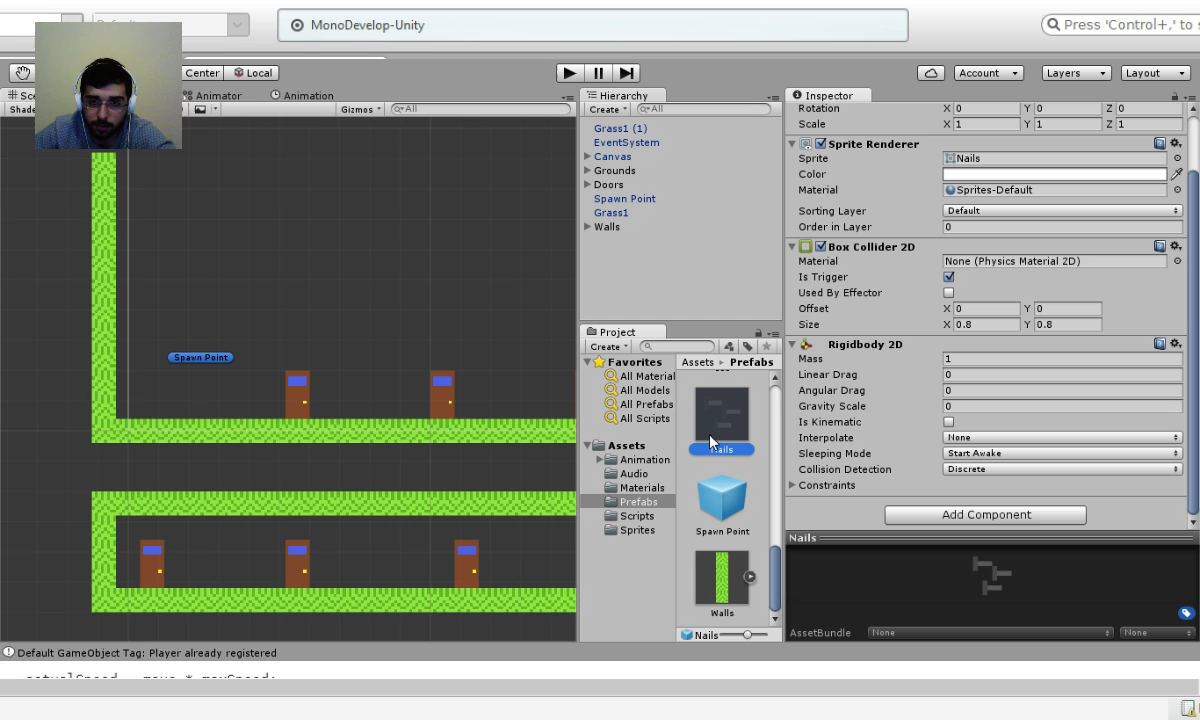 Default
MonoDevelop-Unity
Press 'Control+,' to s
Center Local
Account Layers Layout
Sce Animator Animation
Shade Gizmos All
Hierarchy
Create All
Grass1 (1)
EventSystem
Canvas
Grounds
Doors
Spawn Point
Grass1
Walls
Spawn Point
Project
Create
Favorites
All Material
All Models
All Prefabs
All Scripts
Assets
Animation
Audio
Materials
Prefabs
Scripts
Sprites
Assets Prefabs
Nails
Spawn Point
Walls
Nails
Inspector
Rotation X 0 Y 0 Z 0
Scale X 1 Y 1 Z 1
Sprite Renderer
Sprite Nails
Color
Material Sprites-Default
Sorting Layer Default
Order in Layer 0
Box Collider 2D
Material None (Physics Material 2D)
Is Trigger
Used By Effector
Offset X 0 Y 0
Size X 0.8 Y 0.8
Rigidbody 2D
Mass 1
Linear Drag 0
Angular Drag 0
Gravity Scale 0
Is Kinematic
Interpolate None
Sleeping Mode Start Awake
Collision Detection Discrete
Constraints
Add Component
Nails
AssetBundle None None
Default GameObject Tag: Player already registered